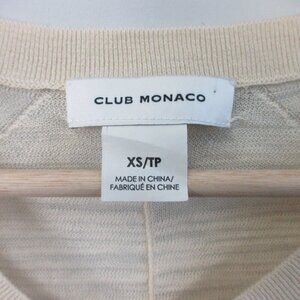 CLUB MONACO
XS/TP
MADE IN CHINA/
FABRIQUÉ EN CHINE